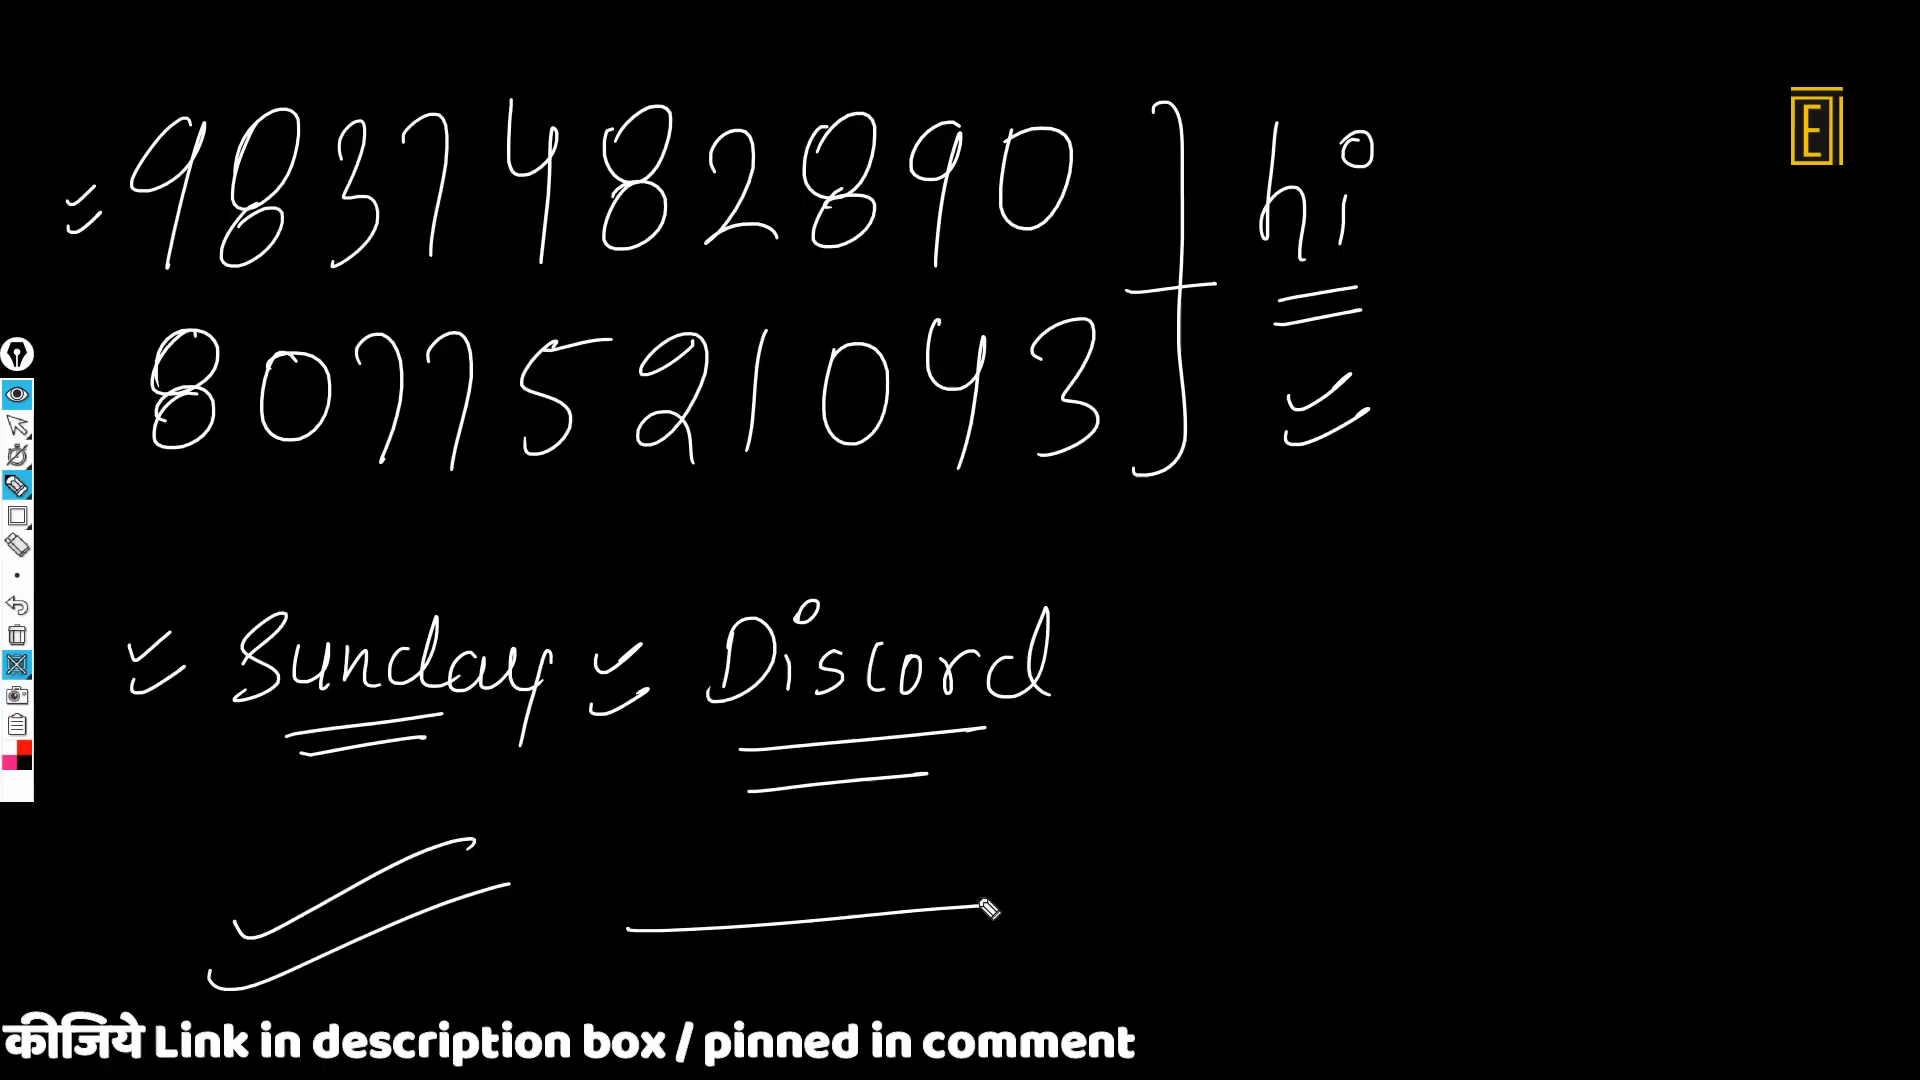 9837482890 hi
8077521043
Sunday Discord
कीजिये Link in description box / pinned in comment